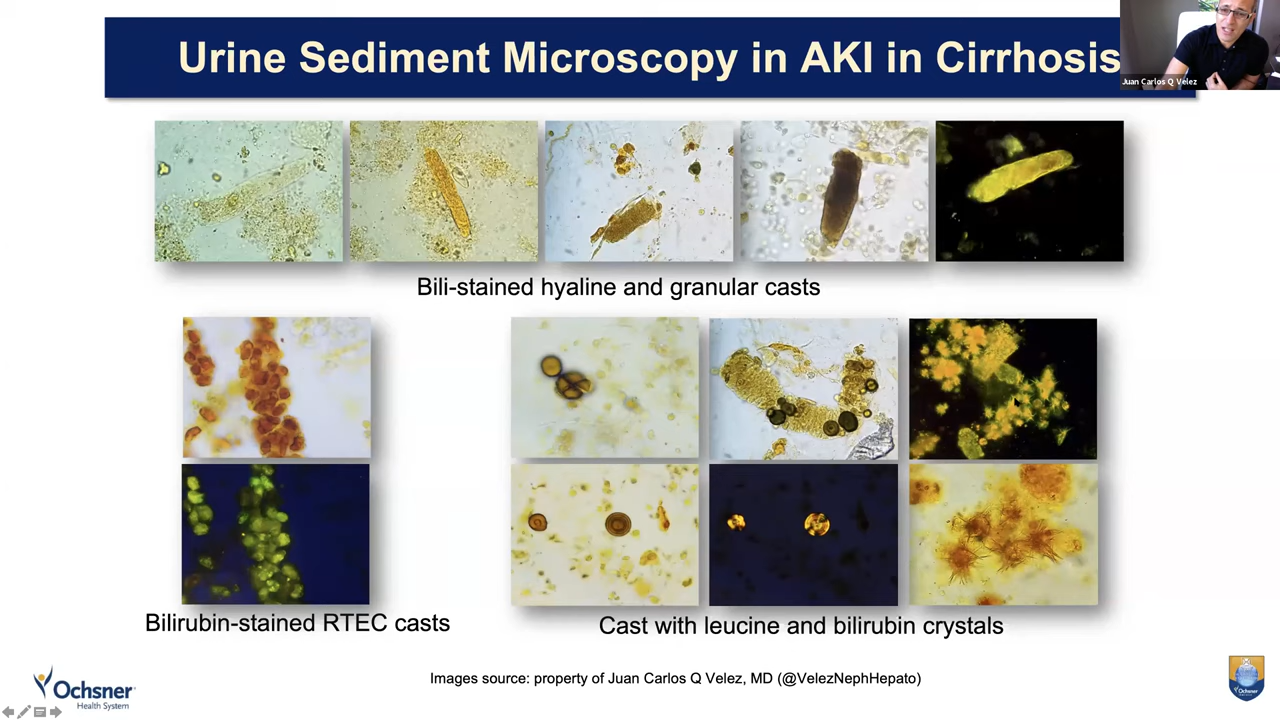 Urine Sediment Microscopy in AKI in Cirrhosis
Juan Carlos Q Velez
Bili-stained hyaline and granular casts
Bilirubin-stained RTEC casts
Cast with leucine and bilirubin crystals
Images source: property of Juan Carlos Q Velez, MD (@VelezNephHepato)
Ochsner
Health System
Ochsner